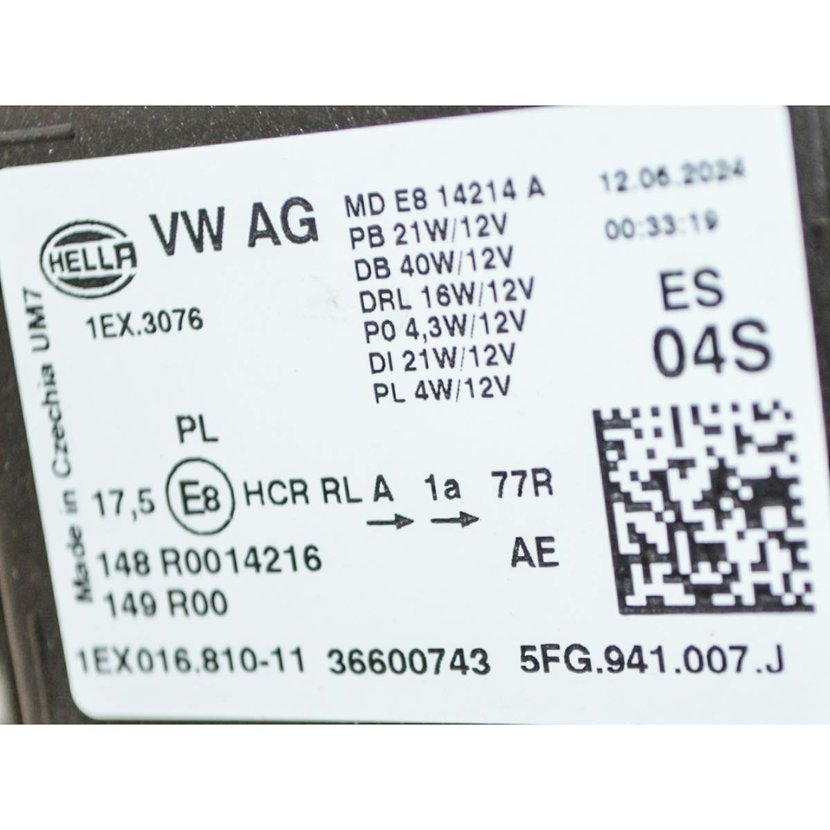 HELLA
VW AG
1EX.3076
Made in Czechia UM7
MD E8 14214 A
PB 21W/12V
DB 40W/12V
DRL 16W/12V
PO 4,3W/12V
DI 21W/12V
PL 4W/12V
12.06.2024
00:33:19
ES
04S
PL
17,5 E8 HCR RL A 1a 77R
→ →
148 R0014216 AE
149 R00
1EX016.810-11 36600743 5FG.941.007.J